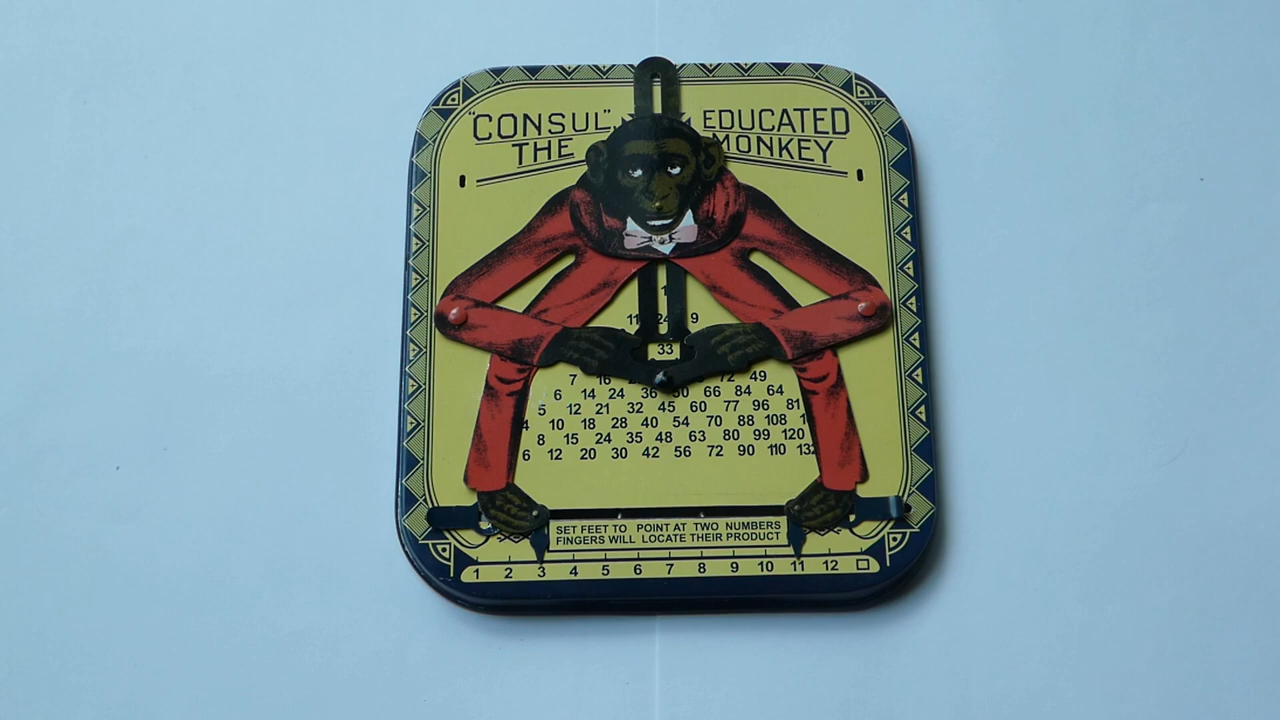 "CONSUL" EDUCATED
THE MONKEY
2012
11 24 9
33
7 16 72 49
6 14 24 36 50 66 84 64
5 12 21 32 45 60 77 96 81
4 10 18 28 40 54 70 88 108
8 15 24 35 48 63 80 99 120
6 12 20 30 42 56 72 90 110 132
SET FEET TO POINT AT TWO NUMBERS
FINGERS WILL LOCATE THEIR PRODUCT
1 2 3 4 5 6 7 8 9 10 11 12 □